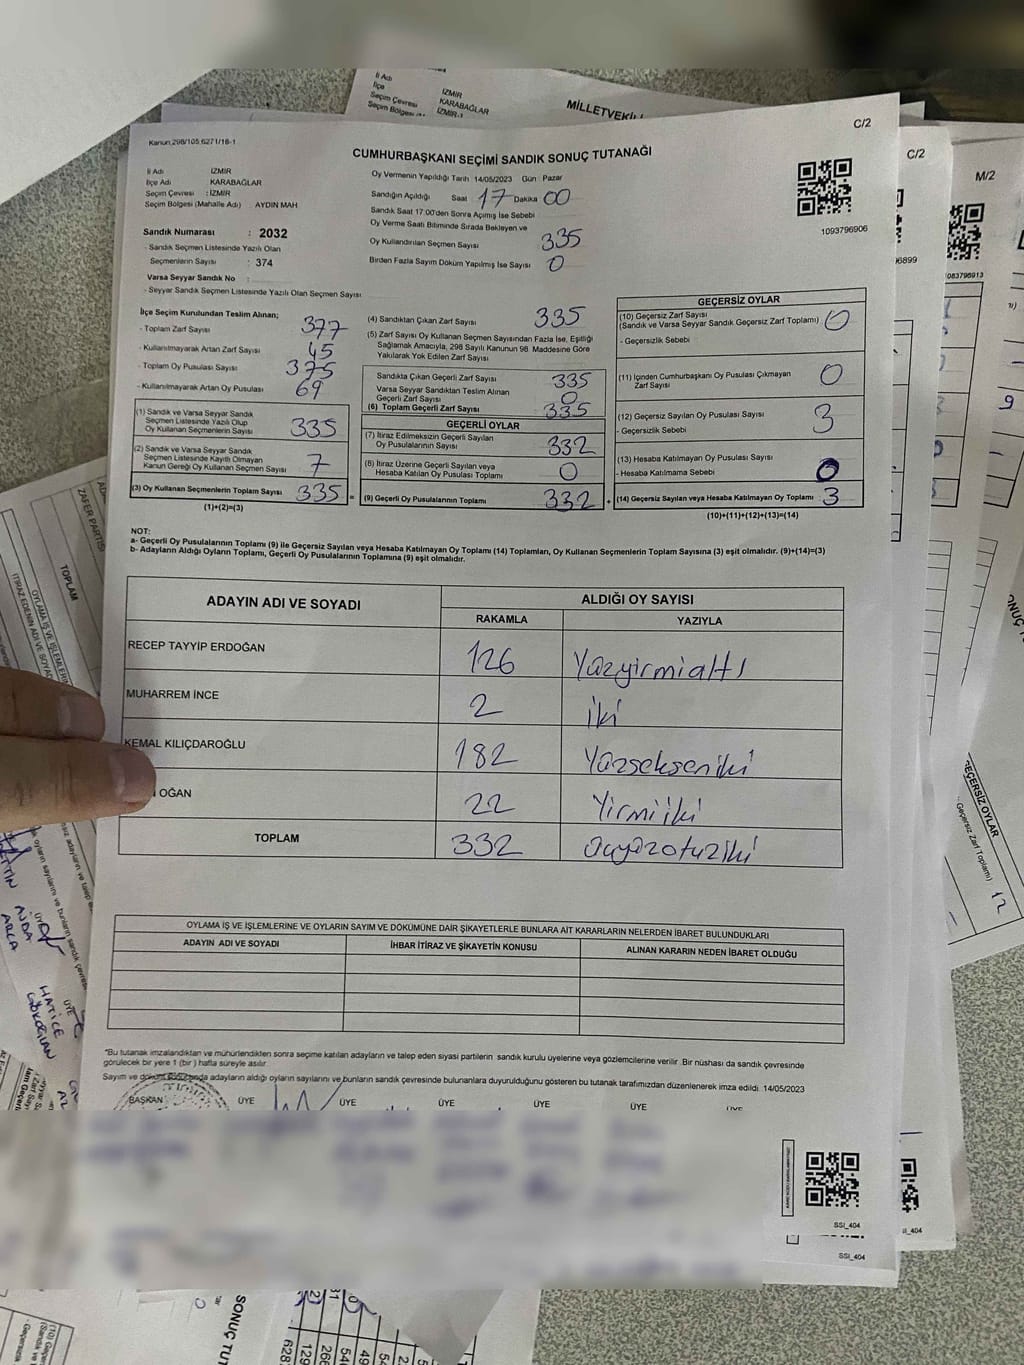 İl Adı İZMİR
İlçe KARABAĞLAR
Seçim Çevresi İZMİR-1
Seçim Bölgesi
MİLLETVEKİLİ
C/2
C/2
M/2
Kanun,298/105,6271/16-1
CUMHURBAŞKANI SEÇİMİ SANDIK SONUÇ TUTANAĞI
İl Adı İZMİR
İlçe Adı KARABAĞLAR
Seçim Çevresi : İZMİR
Seçim Bölgesi (Mahalle Adı) AYDIN MAH
Sandık Numarası : 2032
- Sandık Seçmen Listesinde Yazılı Olan
Seçmenlerin Sayısı : 374
Varsa Seyyar Sandık No
- Seyyar Sandık Seçmen Listesinde Yazılı Olan Seçmen Sayısı
Oy Vermenin Yapıldığı Tarih 14/05/2023 Gün Pazar
Sandığın Açıldığı Saat 17 Dakika 00
Sandık Saat 17.00'den Sonra Açımış İse Sebebi
Oy Verme Saati Bitiminde Sırada Bekleyen ve
Oy Kullandırılan Seçmen Sayısı 335
Birden Fazla Sayım Döküm Yapılmış İse Sayısı 0
1093796906
İlçe Seçim Kurulundan Teslim Alınan;
- Toplam Zarf Sayısı 377
- Kullanılmayarak Artan Zarf Sayısı 45
- Toplam Oy Pusulası Sayısı 375
- Kullanılmayarak Artan Oy Pusulası 69
(1) Sandık ve Varsa Seyyar Sandık
Seçmen Listesinde Yazılı Olup
Oy Kullanan Seçmenlerin Sayısı 335
(2) Sandık ve Varsa Seyyar Sandık
Seçmen Listesinde Kayıtlı Olmayan
Kanun Gereği Oy Kullanan Seçmen Sayısı 7
(3) Oy Kullanan Seçmenlerin Toplam Sayısı 335 =
(1)+(2)=(3)
(4) Sandıktan Çıkan Zarf Sayısı 335
(5) Zarf Sayısı Oy Kullanan Seçmen Sayısından Fazla İse, Eşitliği
Sağlamak Amacıyla, 298 Sayılı Kanunun 98. Maddesine Göre
Yakılarak Yok Edilen Zarf Sayısı
Sandıkta Çıkan Geçerli Zarf Sayısı 335
Varsa Seyyar Sandıktan Teslim Alınan
Geçerli Zarf Sayısı 0
(6) Toplam Geçerli Zarf Sayısı 335
GEÇERLİ OYLAR
(7) İtiraz Edilmeksizin Geçerli Sayılan
Oy Pusulalarının Sayısı 332
(8) İtiraz Üzerine Geçerli Sayılan veya
Hesaba Katılan Oy Pusulası Toplamı 0
(9) Geçerli Oy Pusulalarının Toplamı 332 +
GEÇERSİZ OYLAR
(10) Geçersiz Zarf Sayısı
(Sandık ve Varsa Seyyar Sandık Geçersiz Zarf Toplamı) 0
- Geçersizlik Sebebi
(11) İçinden Cumhurbaşkanı Oy Pusulası Çıkmayan
Zarf Sayısı 0
(12) Geçersiz Sayılan Oy Pusulası Sayısı 3
- Geçersizlik Sebebi
(13) Hesaba Katılmayan Oy Pusulası Sayısı
- Hesaba Katılmama Sebebi 0
(14) Geçersiz Sayılan veya Hesaba Katılmayan Oy Toplamı 3
(10)+(11)+(12)+(13)=(14)
NOT:
a- Geçerli Oy Pusulalarının Toplamı (9) ile Geçersiz Sayılan veya Hesaba Katılmayan Oy Toplamı (14) Toplamları, Oy Kullanan Seçmenlerin Toplam Sayısına (3) eşit olmalıdır. (9)+(14)=(3)
b- Adayların Aldığı Oyların Toplamı, Geçerli Oy Pusulalarının Toplamına (9) eşit olmalıdır.
ADAYIN ADI VE SOYADI ALDIĞI OY SAYISI
RAKAMLA YAZIYLA
RECEP TAYYİP ERDOĞAN 126 Yüzyirmialtı
MUHARREM İNCE 2 iki
KEMAL KILIÇDAROĞLU 182 Yüzsekseniki
OĞAN 22 Yirmiiki
TOPLAM 332 üçyüzotuziki
OYLAMA İŞ VE İŞLEMLERİNE VE OYLARIN SAYIM VE DÖKÜMÜNE DAİR ŞİKAYETLERLE BUNLARA AİT KARARLARIN NELERDEN İBARET BULUNDUKLARI
ADAYIN ADI VE SOYADI İHBAR İTİRAZ VE ŞİKAYETİN KONUSU ALINAN KARARIN NEDEN İBARET OLDUĞU
"Bu tutanak imzalandıktan ve mühürlendikten sonra seçime katılan adayların ve talep eden siyasi partilerin sandık kurulu üyelerine veya gözlemcilerine verilir .Bir nüshası da sandık çevresinde
görülecek bir yere 1 (bir ) hafta süreyle asılır.
Sayım ve dökümü adayların aldığı oyların sayılarını ve bunların sandık çevresinde bulunanlara duyurulduğunu gösteren bu tutanak tarafımızdan düzenlenerek imza edildi. 14/05/2023
BAŞKAN ÜYE ÜYE ÜYE ÜYE ÜYE ÜYE
SSI_404
SSI_404
ZAFER PARTİSİ
TOPLAM
HATİCE
GEÇERSİZ OYLAR
12
SONUÇ TUT